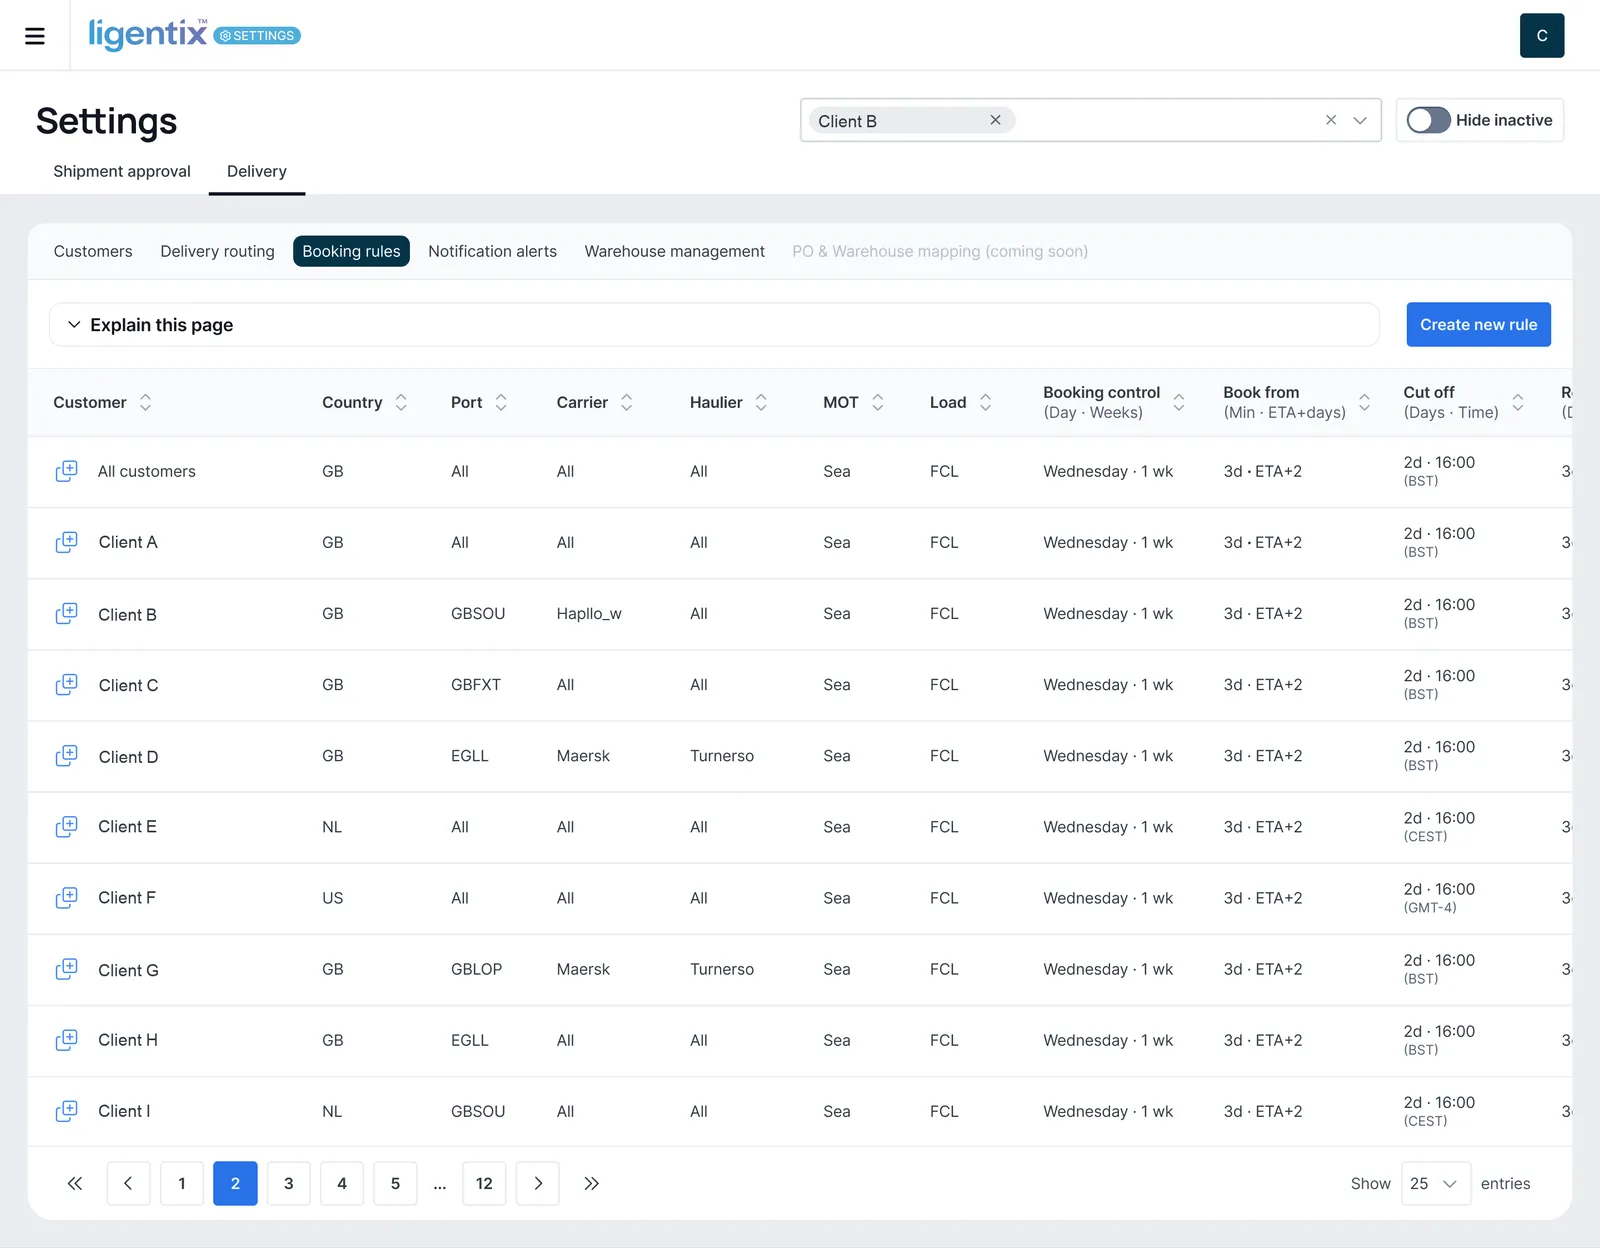 ligentix™ SETTINGS
C
Settings
Client B
Hide inactive
Shipment approval Delivery
Customers Delivery routing Booking rules Notification alerts Warehouse management PO & Warehouse mapping (coming soon)
Explain this page
Create new rule
Customer Country Port Carrier Haulier MOT Load Booking control Book from Cut off
(Day · Weeks) (Min · ETA+days) (Days · Time)
All customers GB All All All Sea FCL Wednesday · 1 wk 3d · ETA+2 2d · 16:00
(BST)
Client A GB All All All Sea FCL Wednesday · 1 wk 3d · ETA+2 2d · 16:00
(BST)
Client B GB GBSOU Hapllo_w All Sea FCL Wednesday · 1 wk 3d · ETA+2 2d · 16:00
(BST)
Client C GB GBFXT All All Sea FCL Wednesday · 1 wk 3d · ETA+2 2d · 16:00
(BST)
Client D GB EGLL Maersk Turnerso Sea FCL Wednesday · 1 wk 3d · ETA+2 2d · 16:00
(BST)
Client E NL All All All Sea FCL Wednesday · 1 wk 3d · ETA+2 2d · 16:00
(CEST)
Client F US All All All Sea FCL Wednesday · 1 wk 3d · ETA+2 2d · 16:00
(GMT-4)
Client G GB GBLOP Maersk Turnerso Sea FCL Wednesday · 1 wk 3d · ETA+2 2d · 16:00
(BST)
Client H GB EGLL All All Sea FCL Wednesday · 1 wk 3d · ETA+2 2d · 16:00
(BST)
Client I NL GBSOU All All Sea FCL Wednesday · 1 wk 3d · ETA+2 2d · 16:00
(CEST)
1 2 3 4 5 ... 12
Show 25 entries